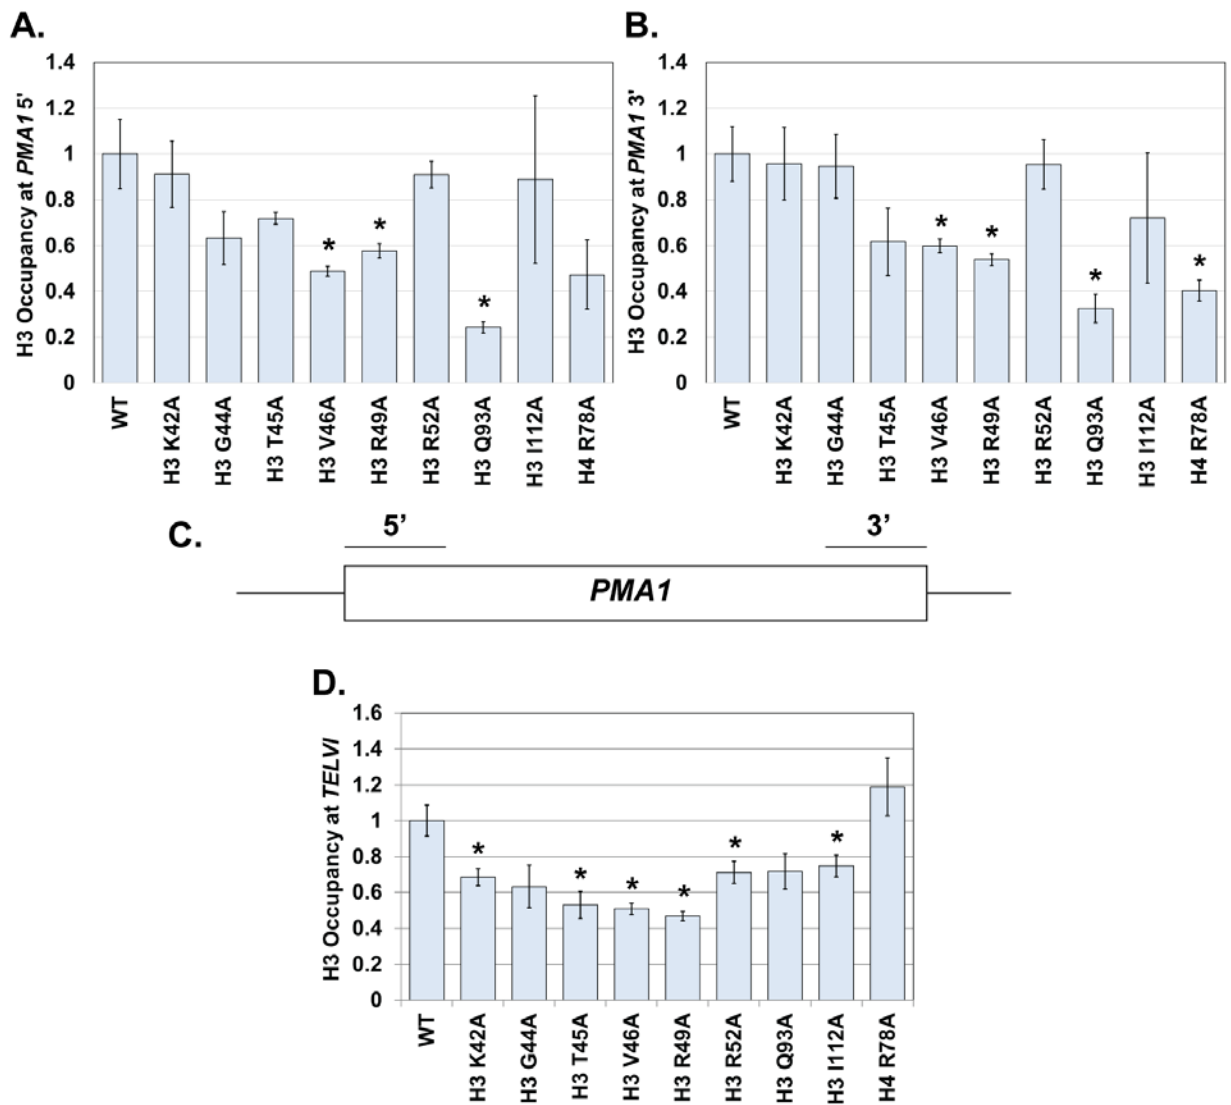 A.
H3 Occupancy at PMA1 5'
1.4
1.2
1
0.8
0.6
0.4
0.2
0
* * *
WT
H3 K42A
H3 G44A
H3 T45A
H3 V46A
H3 R49A
H3 R52A
H3 Q93A
H3 I112A
H4 R78A
B.
H3 Occupancy at PMA1 3'
1.4
1.2
1
0.8
0.6
0.4
0.2
0
* * * *
WT
H3 K42A
H3 G44A
H3 T45A
H3 V46A
H3 R49A
H3 R52A
H3 Q93A
H3 I112A
H4 R78A
C.
5’
3’
PMA1
D.
H3 Occupancy at TELVI
1.6
1.4
1.2
1
0.8
0.6
0.4
0.2
0
* * * * * *
WT
H3 K42A
H3 G44A
H3 T45A
H3 V46A
H3 R49A
H3 R52A
H3 Q93A
H3 I112A
H4 R78A